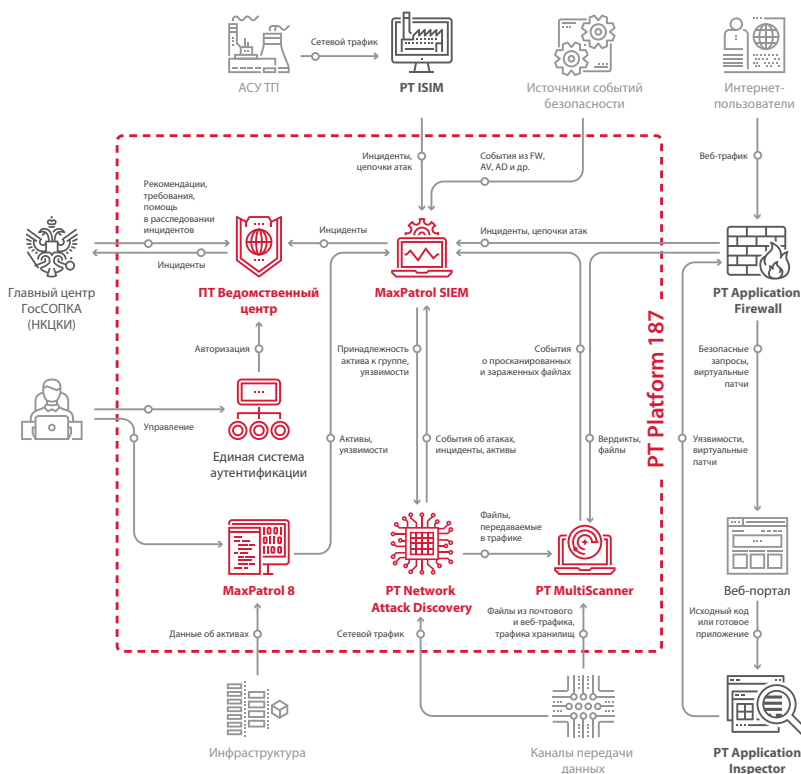 Сетевой трафик
АСУ ТП
PT ISIM
Источники событий
безопасности
Интернет-
пользователи
Инциденты,
цепочки атак
События из FW,
AV, AD и др.
Веб-трафик
Рекомендации,
требования,
помощь
в расследовании
инцидентов
Инциденты
Инциденты, цепочки атак
Инциденты
Главный центр
ГосСОПКА
(НКЦКИ)
ПТ Ведомственный
центр
MaxPatrol SIEM
PT Application
Firewall
PT Platform 187
Авторизация
Принадлежность
актива к группе,
уязвимости
События
о просканированных
и зараженных файлах
Безопасные
запросы,
виртуальные
патчи
Управление
Единая система
аутентификации
Активы,
уязвимости
События об атаках,
инциденты, активы
Вердикты,
файлы
Уязвимости,
виртуальные
патчи
Файлы,
передаваемые
в трафике
1001
0110
1100
MaxPatrol 8
PT Network
Attack Discovery
PT MultiScanner
Веб-портал
Данные об активах
Сетевой трафик
Файлы из почтового
и веб-трафика,
трафика хранилищ
Исходный код
или готовое
приложение
Инфраструктура
Каналы передачи
данных
PT Application
Inspector